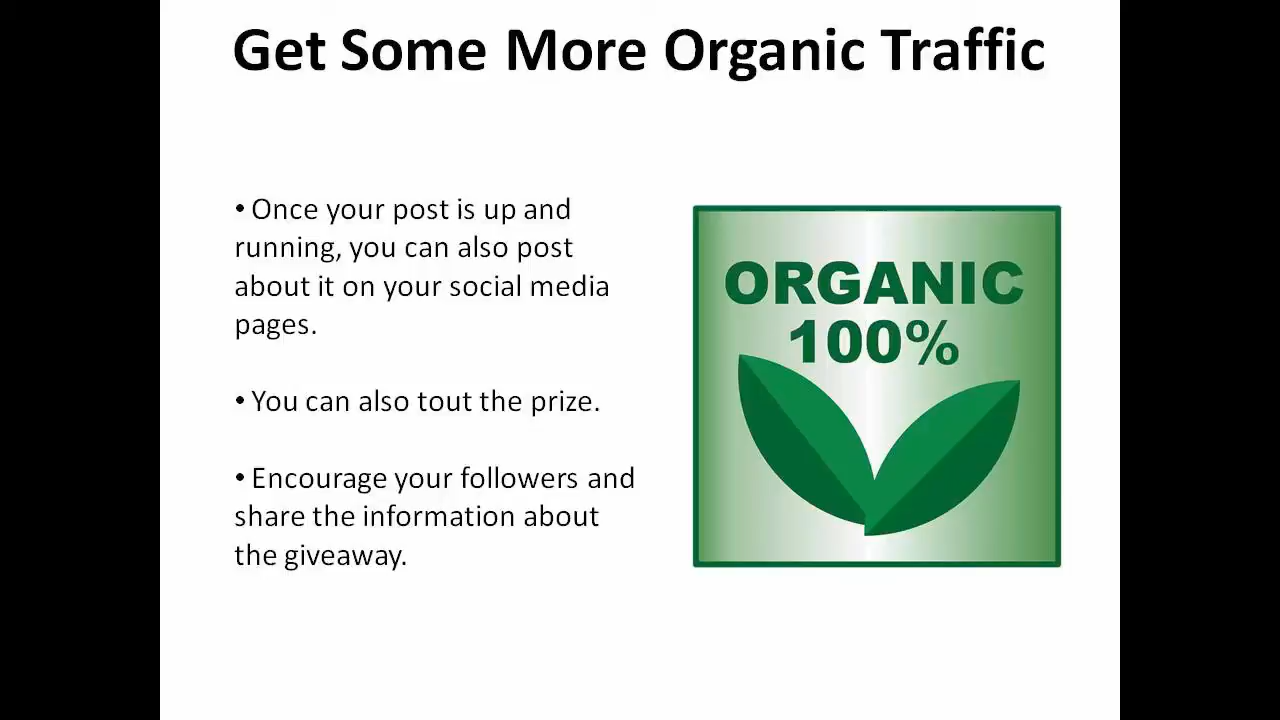 Get Some More Organic Traffic
• Once your post is up and
running, you can also post
about it on your social media
pages.
• You can also tout the prize.
• Encourage your followers and
share the information about
the giveaway.
ORGANIC
100%